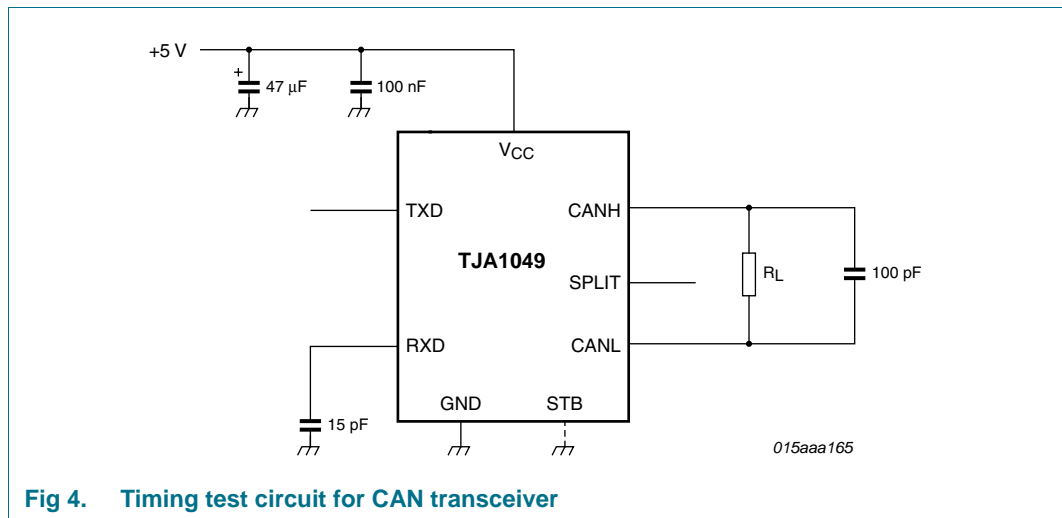 +5 V
+
47 μF
100 nF
VCC
TXD
CANH
TJA1049
SPLIT
RL
100 pF
RXD
CANL
GND
STB
15 pF
015aaa165
Fig 4. Timing test circuit for CAN transceiver